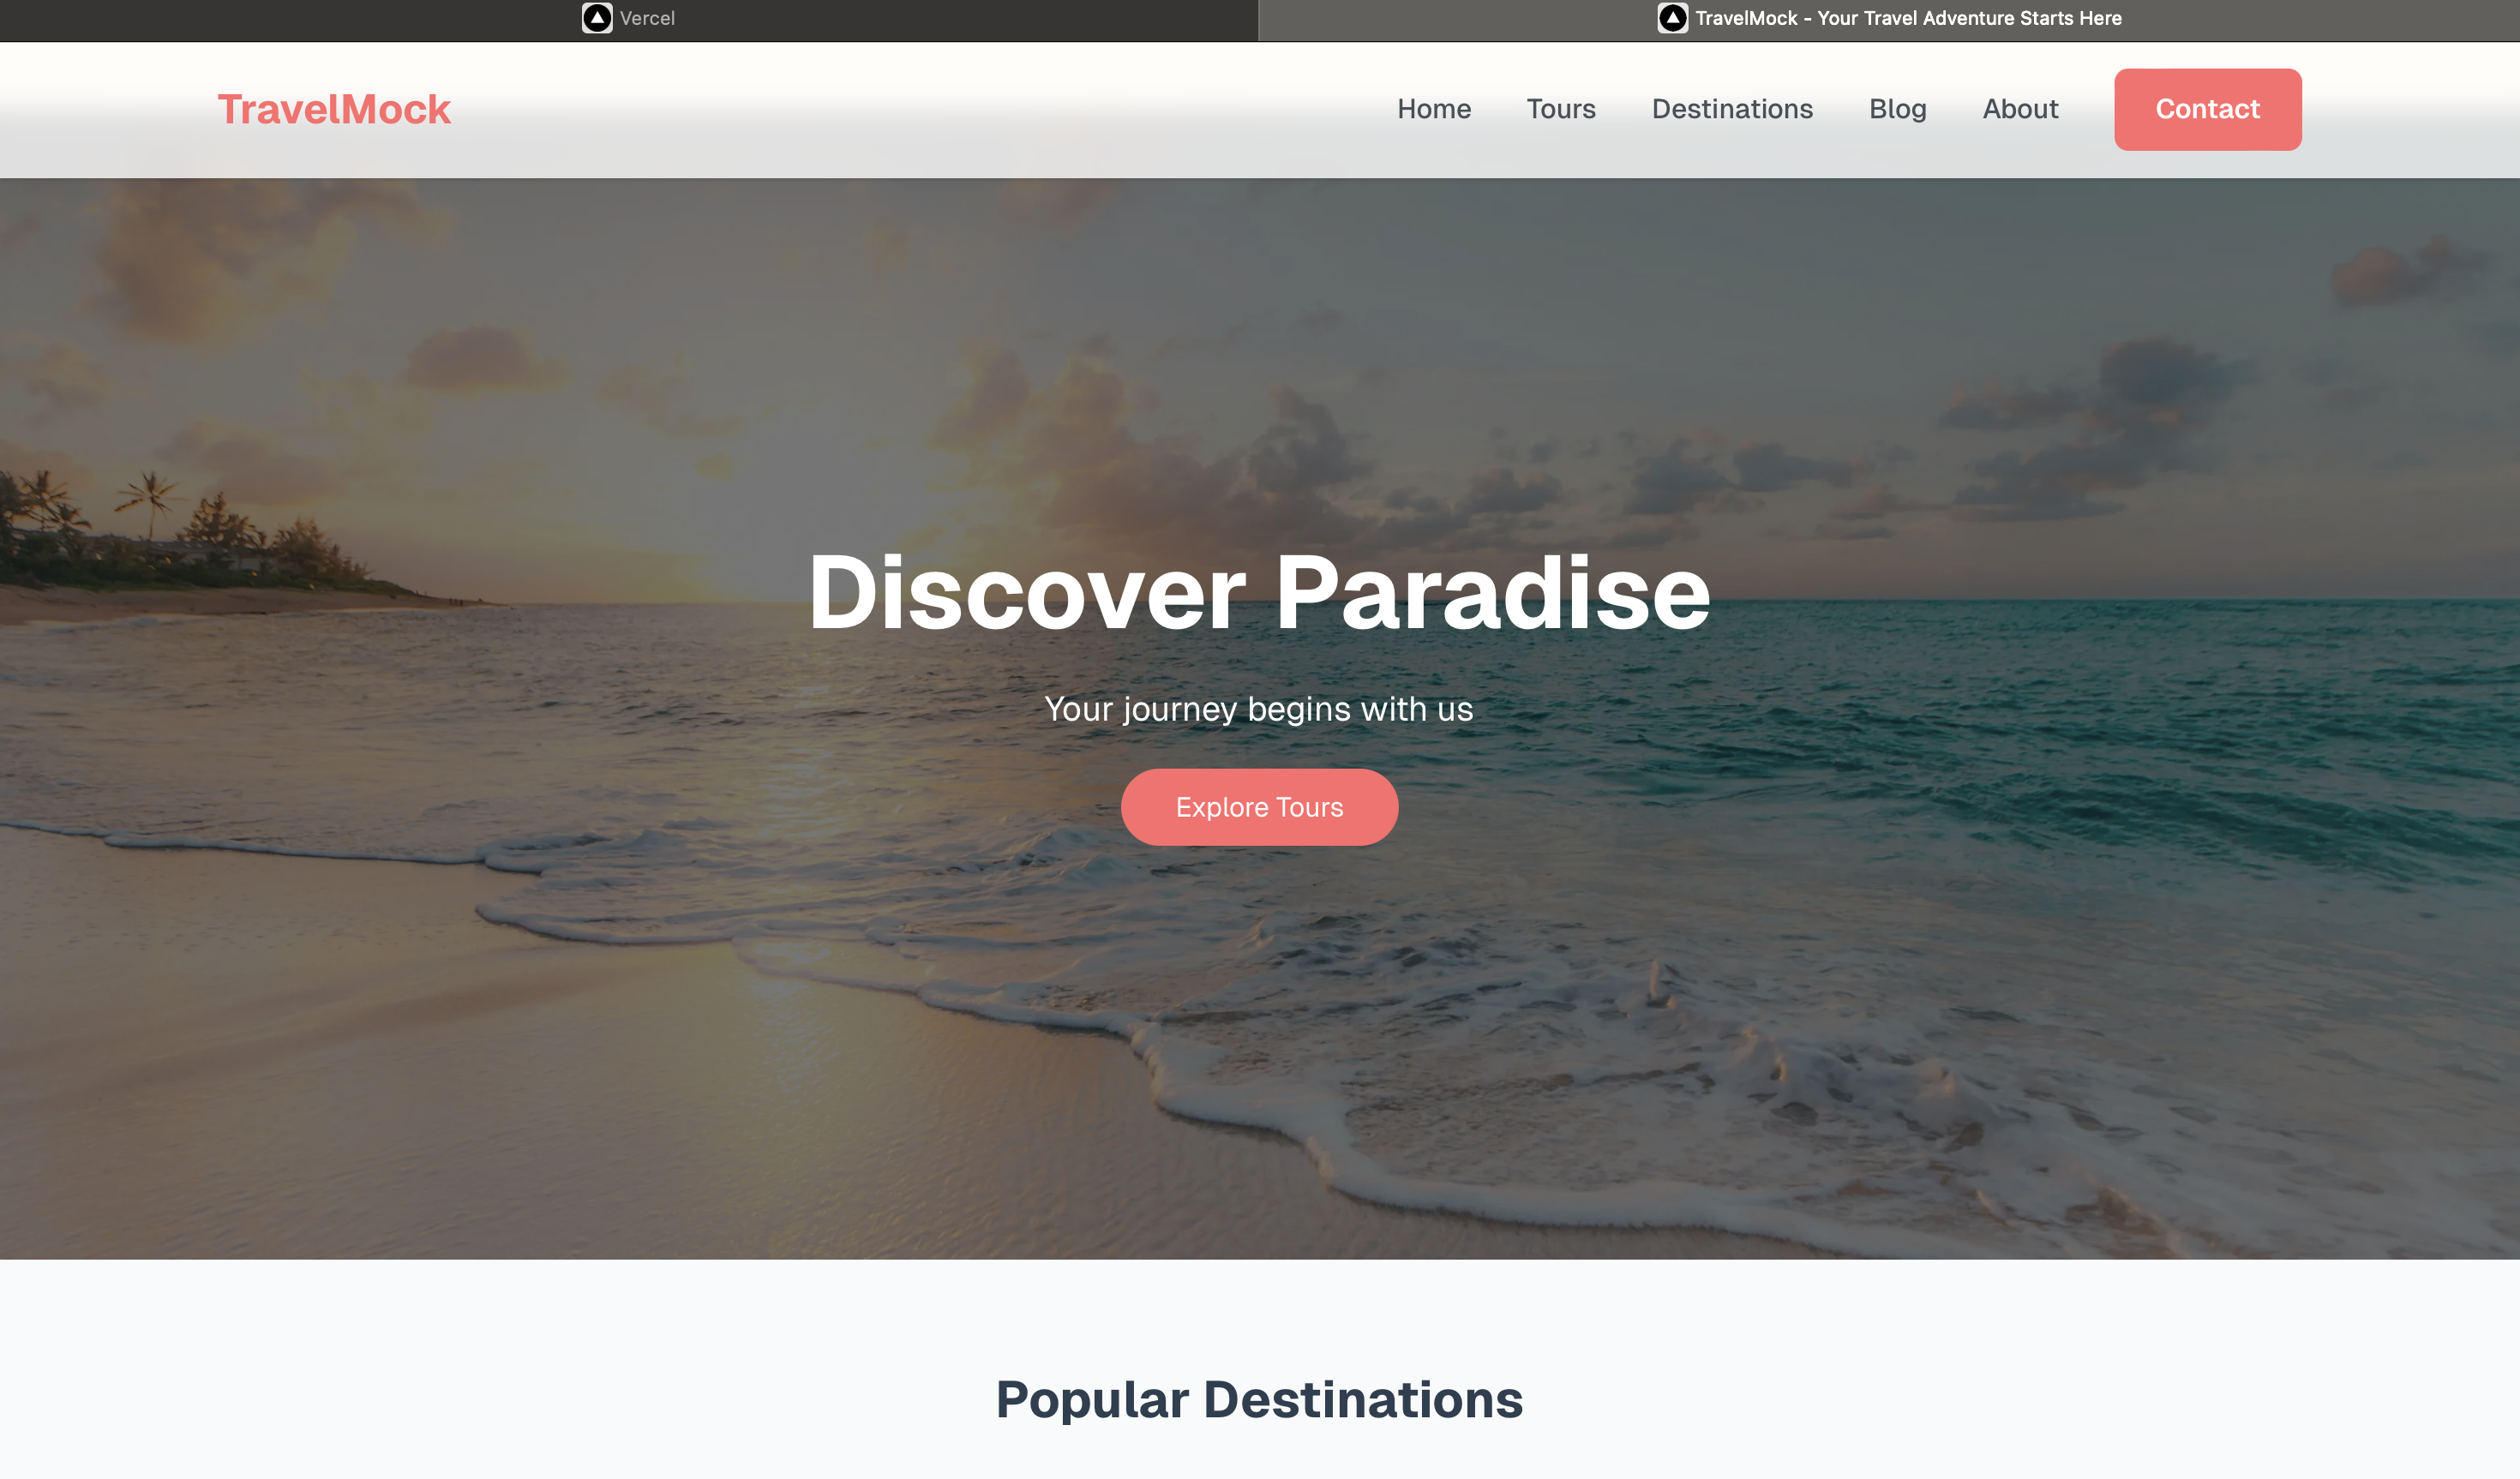 Vercel
TravelMock - Your Travel Adventure Starts Here
TravelMock
Home
Tours
Destinations
Blog
About
Contact
Discover Paradise
Your journey begins with us
Explore Tours
Popular Destinations